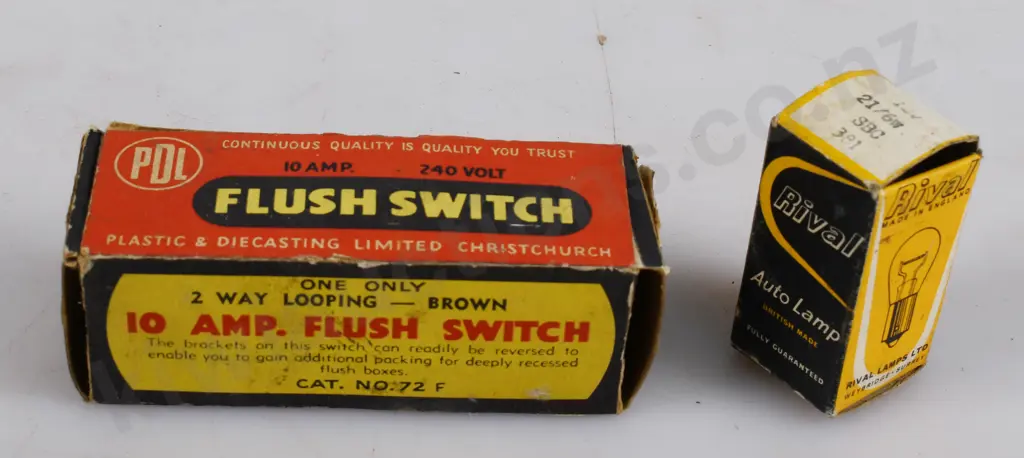 PDL
CONTINUOUS QUALITY IS QUALITY YOU TRUST
10 AMP. 240 VOLT
FLUSH SWITCH
PLASTIC & DIECASTING LIMITED CHRISTCHURCH
ONE ONLY
2 WAY LOOPING — BROWN
10 AMP. FLUSH SWITCH
The brackets on this switch can readily be reversed to
enable you to gain additional packing for deeply recessed
flush boxes.
CAT. NO. 72 F
21/6w
381
Rival
Auto Lamp
BRITISH MADE
FULLY GUARANTEED
Rival
MADE IN ENGLAND
RIVAL LAMPS LTD
.co.nz